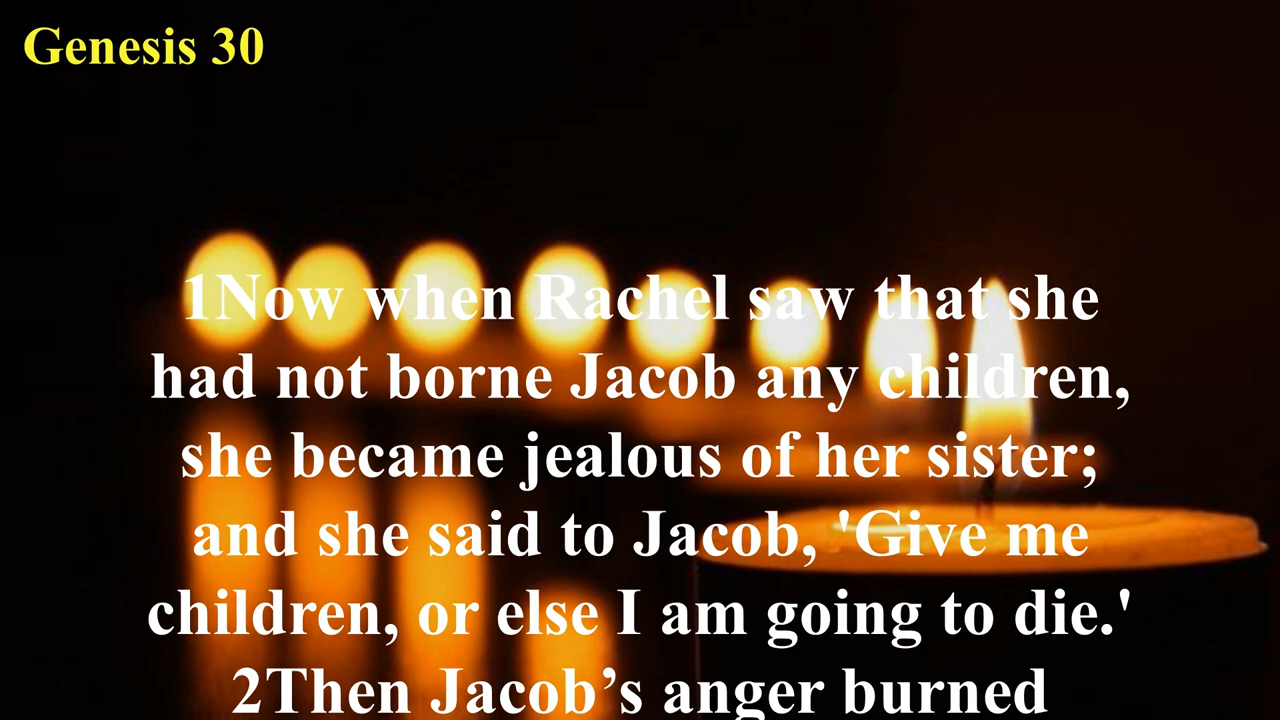 Genesis 30
1Now when Rachel saw that she
had not borne Jacob any children,
she became jealous of her sister;
and she said to Jacob, 'Give me
children, or else I am going to die.'
2Then Jacob’s anger burned